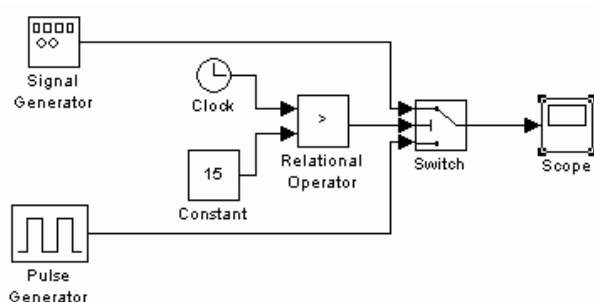 Signal
Generator
Clock
>
Relational
Operator
15
Constant
Switch
Scope
Pulse
Generator